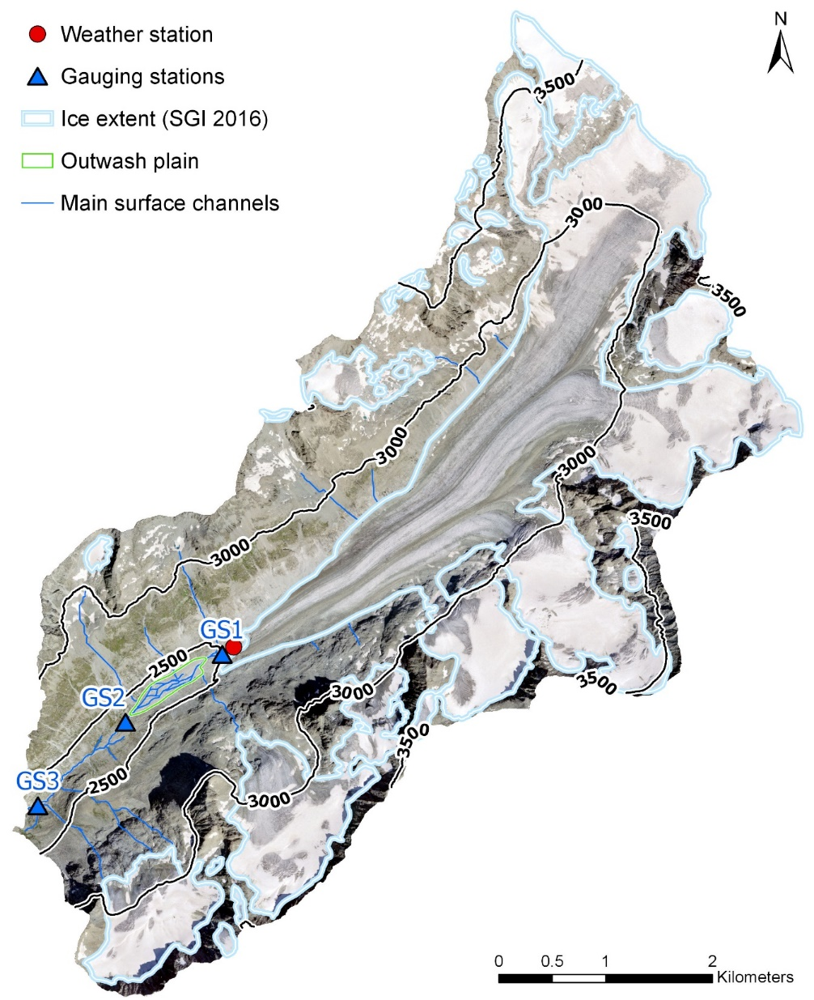 Weather station
Gauging stations
Ice extent (SGI 2016)
Outwash plain
Main surface channels
N
3500
3000
3500
3000
3000
3500
3000
GS1
2500
3500
GS2
3000
3500
GS3
2500
3000
0 0.5 1 2
Kilometers